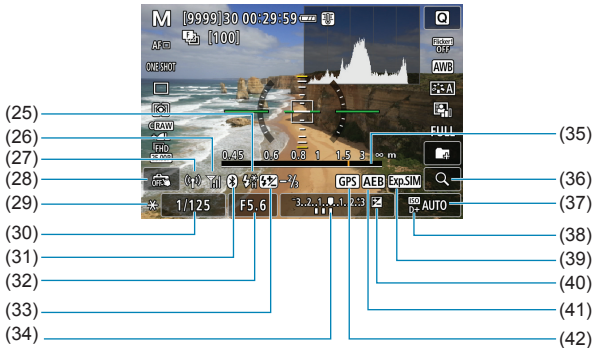 M [9999]30 00:29:59 Q
AF [100] Flicker! OFF
ONE SHOT AWB
A
CRAW
FHD FULL
0.45 0.6 0.8 1 1.5 3 ∞ m
-2/3 GPS AEB Exp.SIM
OFF
1/125 F5.6 -3..2..1..0..1..2..:3 ISO D+ AUTO
(25)
(26)
(27)
(28)
(29)
(30)
(31)
(32)
(33)
(34)
(35)
(36)
(37)
(38)
(39)
(40)
(41)
(42)